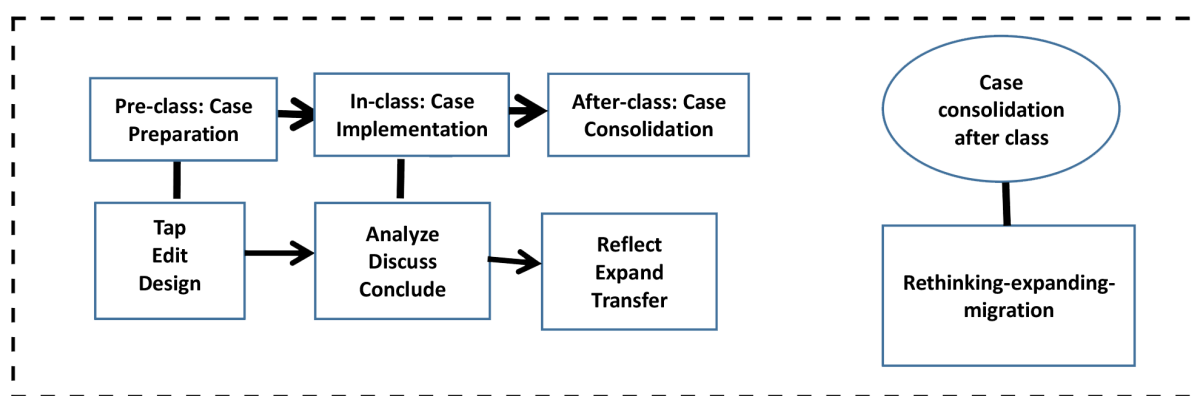 Pre-class: Case
Preparation
In-class: Case
Implementation
After-class: Case
Consolidation
Case
consolidation
after class
Tap
Edit
Design
Analyze
Discuss
Conclude
Reflect
Expand
Transfer
Rethinking-expanding-
migration